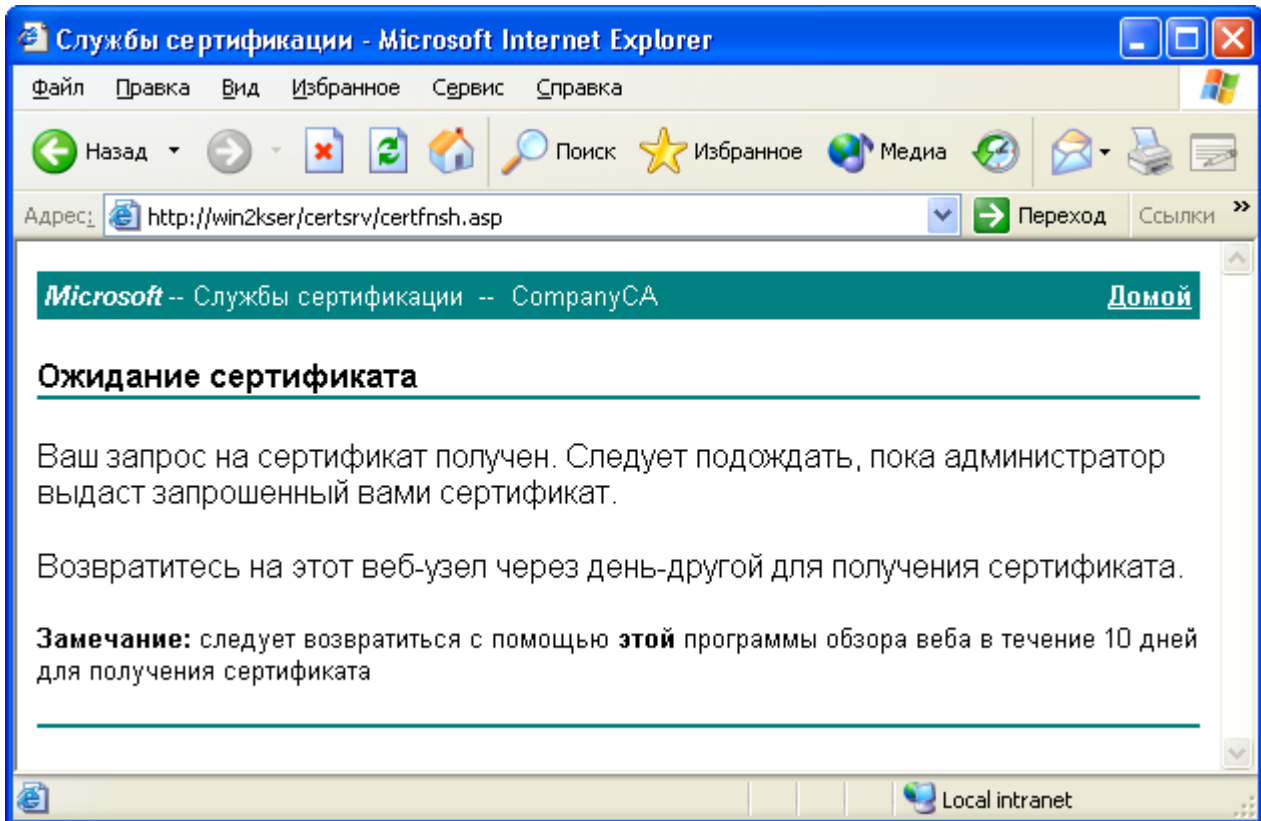 Службы сертификации - Microsoft Internet Explorer
Файл Правка Вид Избранное Сервис Справка
Назад Поиск Избранное Медиа
Адрес: http://win2kser/certsrv/certfnsh.asp Переход Ссылки »
Microsoft -- Службы сертификации -- CompanyCA Домой
Ожидание сертификата
Ваш запрос на сертификат получен. Следует подождать, пока администратор
выдаст запрошенный вами сертификат.
Возвратитесь на этот веб-узел через день-другой для получения сертификата.
Замечание: следует возвратиться с помощью этой программы обзора веба в течение 10 дней
для получения сертификата
Local intranet